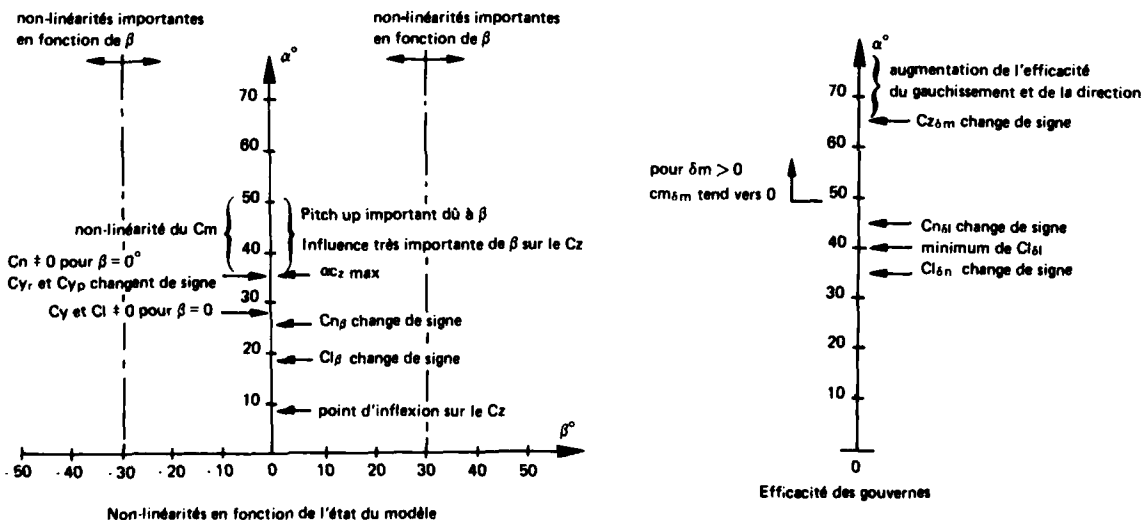 non-linéarités importantes
en fonction de β
non-linéarités importantes
en fonction de β
α°
70
60
50
40
30
20
10
non-linéarité du Cm
Pitch up important dû à β
Influence très importante de β sur le Cz
Cn ‡ 0 pour β=0°
Cyr et Cyp changent de signe
αcz max
Cy et Cl ‡ 0 pour β=0
Cnβ change de signe
Clβ change de signe
point d'inflexion sur le Cz
β°
-50 -40 -30 -20 -10 0 10 20 30 40 50
Non-linéarités en fonction de l'état du modèle
α°
augmentation de l'efficacité
du gauchissement et de la direction
70
Czδm change de signe
60
pour δm > 0
cmδm tend vers 0
50
Cnδl change de signe
40
minimum de Clδl
Clδn change de signe
30
20
10
0
Efficacité des gouvernes